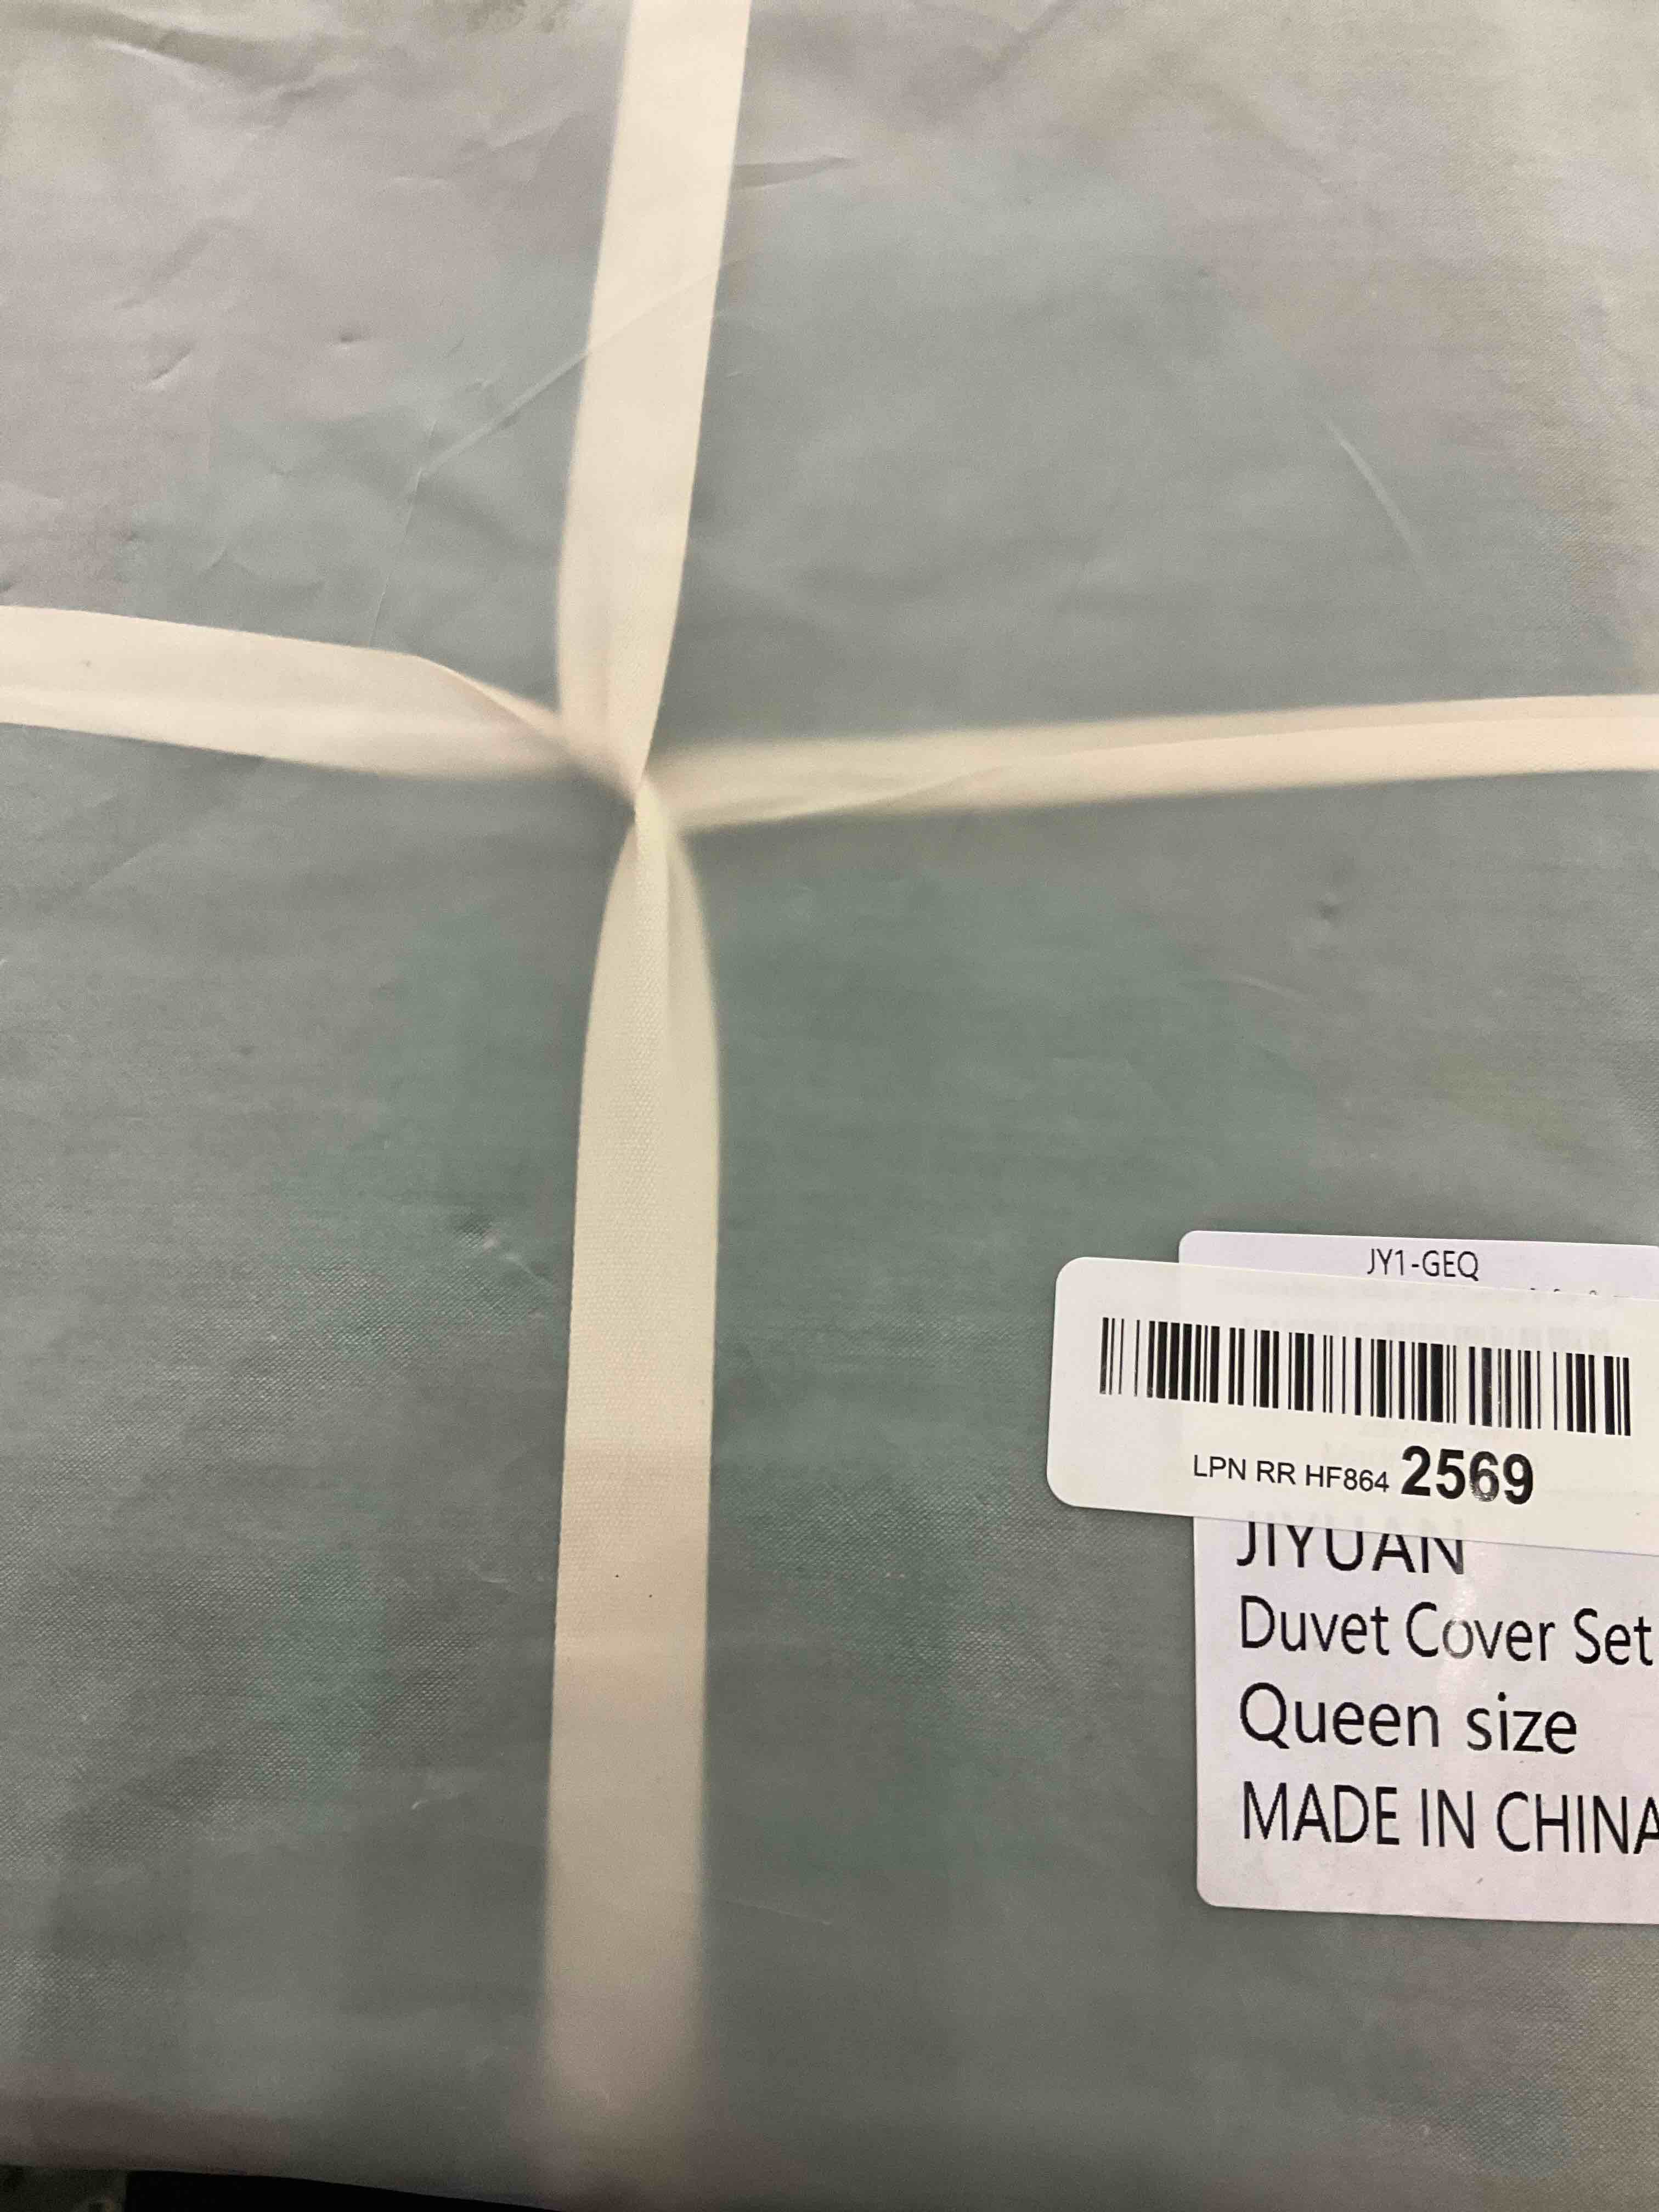 JY1-GEQ
LPN RR HF864 2569
JIYUAN
Duvet Cover Set
Queen size
MADE IN CHINA